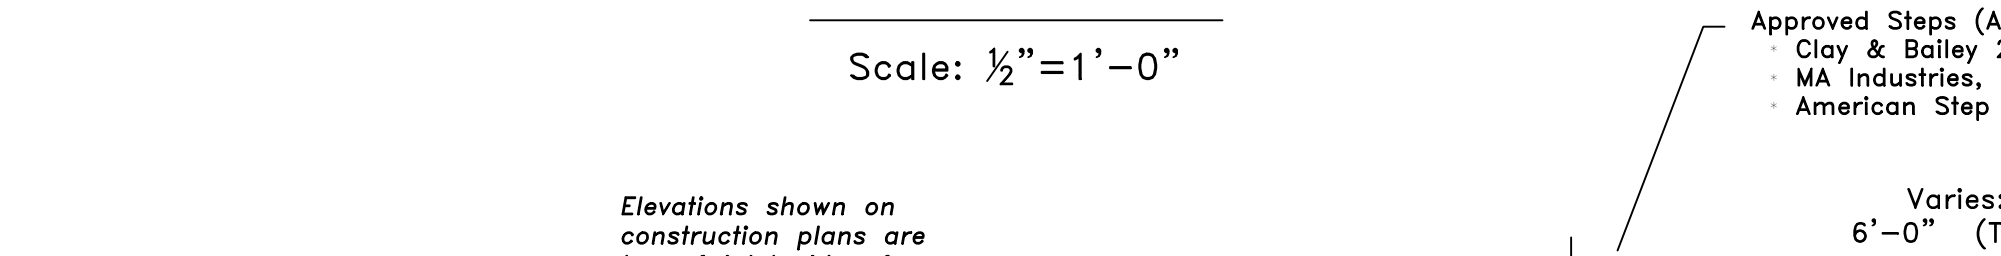 Scale: ½"=1'-0"
Approved Steps (A
* Clay & Bailey
* MA Industries,
* American Step
Elevations shown on
construction plans are
Varies:
6'-0" (T